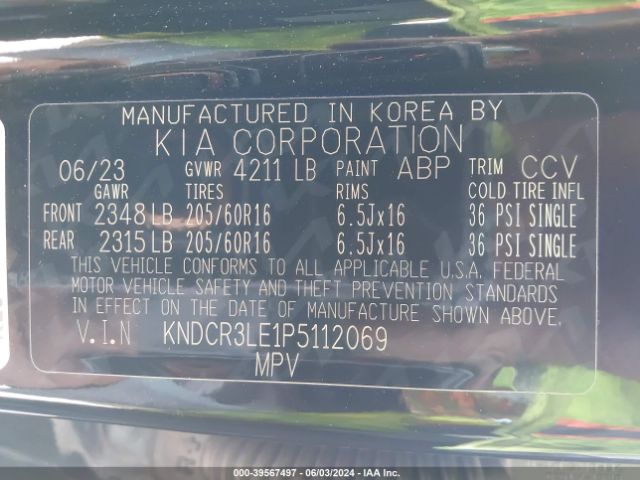 MANUFACTURED IN KOREA BY
KIA CORPORATION
06/23 GVWR 4211 LB PAINT ABP TRIM CCV
GAWR TIRES RIMS COLD TIRE INFL
FRONT 2348 LB 205/60R16 6.5Jx16 36 PSI SINGLE
REAR 2315 LB 205/60R16 6.5Jx16 36 PSI SINGLE
THIS VEHICLE CONFORMS TO ALL APPLICABLE U.S.A. FEDERAL
MOTOR VEHICLE SAFETY AND THEFT PREVENTION STANDARDS
IN EFFECT ON THE DATE OF MANUFACTURE SHOWN ABOVE.
V.I.N KNDCR3LE1P5112069
MPV
000-39567497 - 06/03/2024 - IAA Inc.